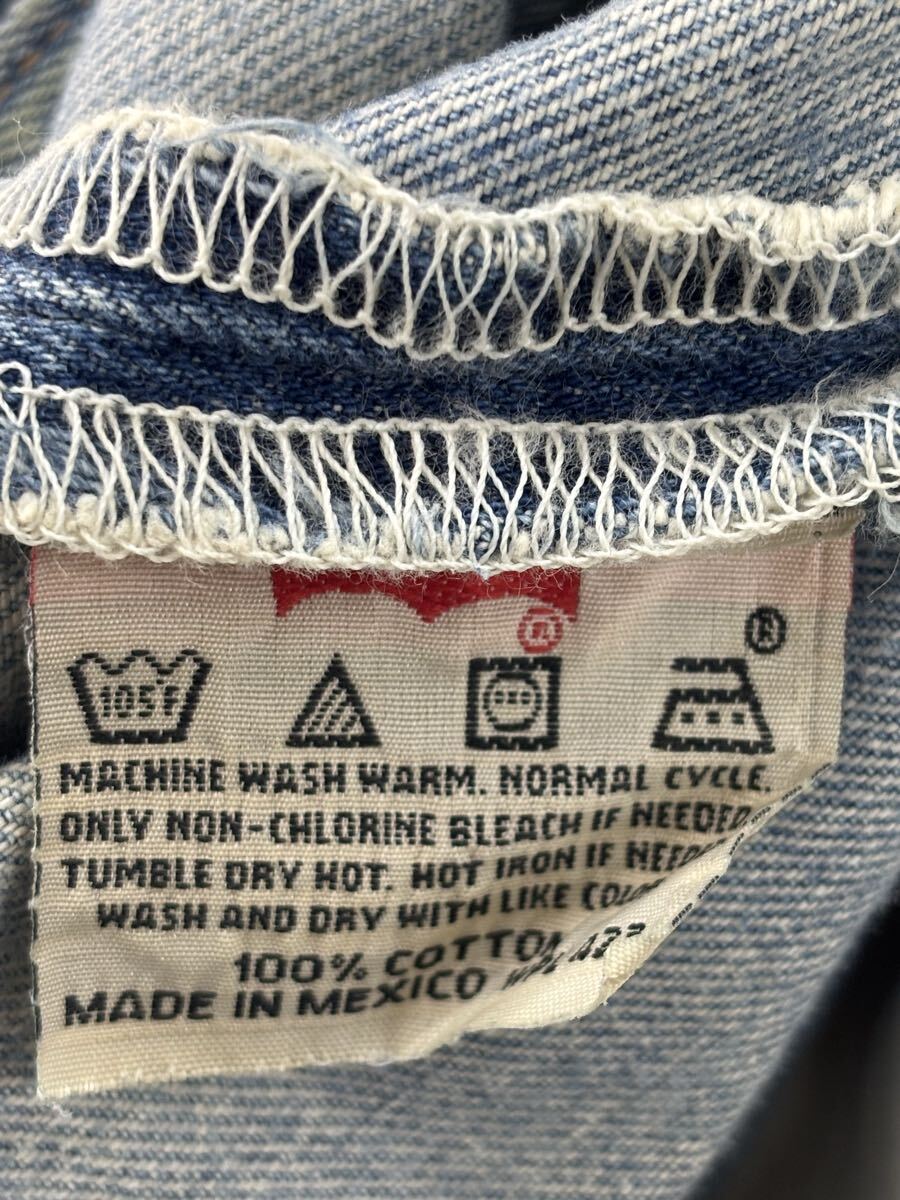 ®
®
105F
MACHINE WASH WARM. NORMAL CYCLE.
ONLY NON-CHLORINE BLEACH IF NEEDED
TUMBLE DRY HOT. HOT IRON IF
WASH AND DRY WITH LIKE
100% COTTON
MADE IN MEXICO